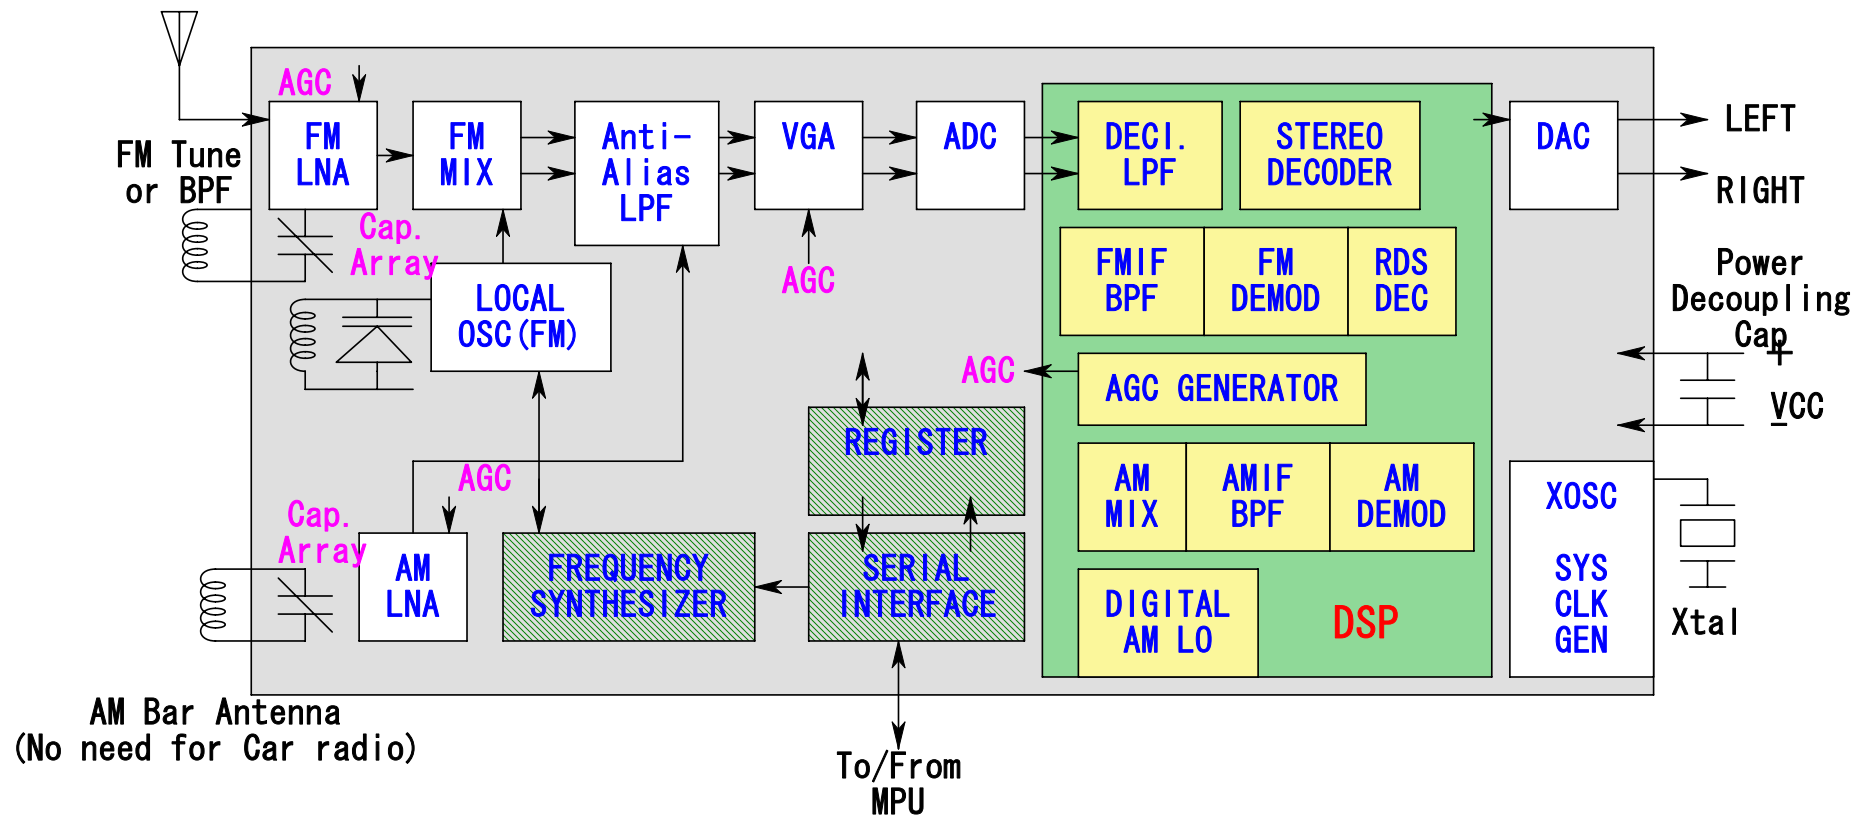 AGC
FM
LNA
FM
MIX
Anti-
Alias
LPF
VGA
ADC
DECI.
LPF
STEREO
DECODER
DAC
LEFT
RIGHT
FM Tune
or BPF
Cap.
Array
LOCAL
OSC(FM)
AGC
FMIF
BPF
FM
DEMOD
RDS
DEC
Power
Decoupling
Cap
+
-
VCC
AGC
AGC GENERATOR
REGISTER
AGC
Cap.
Array
AM
LNA
FREQUENCY
SYNTHESIZER
SERIAL
INTERFACE
AM
MIX
AMIF
BPF
AM
DEMOD
DIGITAL
AM LO
DSP
XOSC
SYS
CLK
GEN
Xtal
AM Bar Antenna
(No need for Car radio)
To/From
MPU